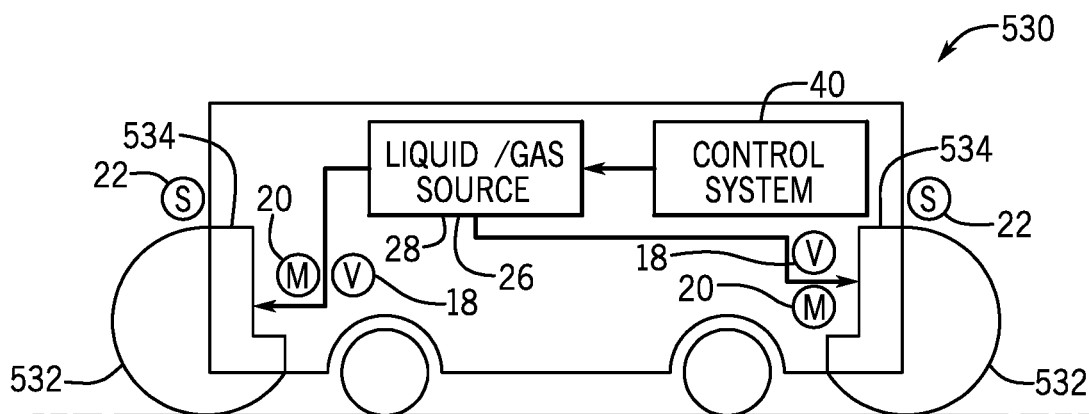 530
40
534
LIQUID /GAS
SOURCE
CONTROL
SYSTEM
534
22
S
S
22
20
28
26
18
V
M
V
18
20
M
532
532